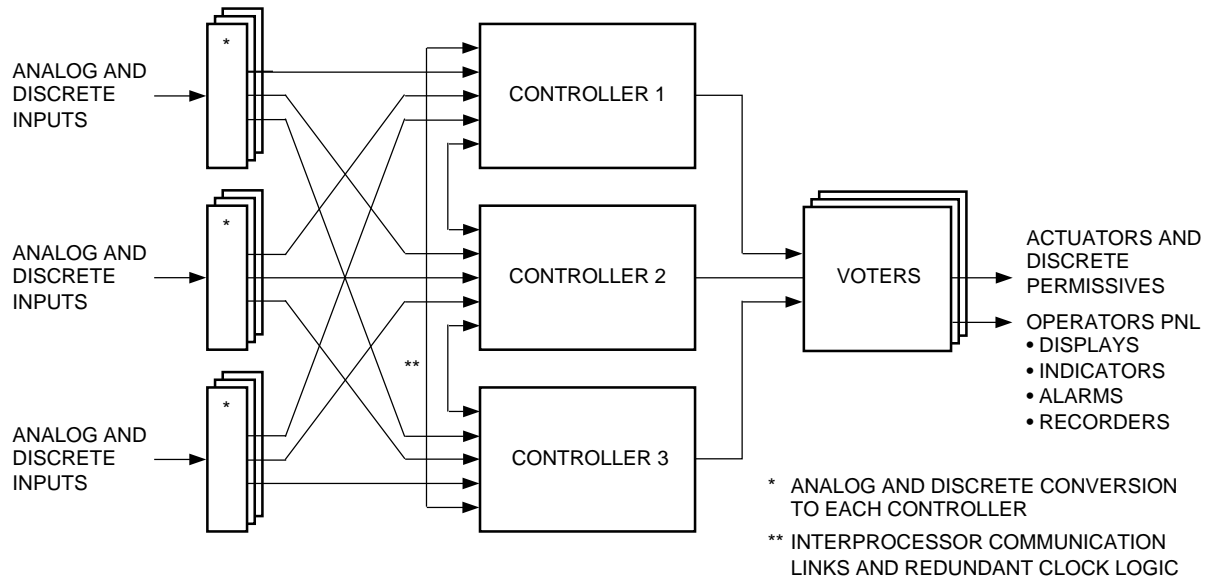 *
ANALOG AND
DISCRETE
INPUTS
CONTROLLER 1
*
ANALOG AND
DISCRETE
INPUTS
CONTROLLER 2
VOTERS
ACTUATORS AND
DISCRETE
PERMISSIVES
OPERATORS PNL
• DISPLAYS
• INDICATORS
• ALARMS
• RECORDERS
**
*
ANALOG AND
DISCRETE
INPUTS
CONTROLLER 3
* ANALOG AND DISCRETE CONVERSION
TO EACH CONTROLLER
** INTERPROCESSOR COMMUNICATION
LINKS AND REDUNDANT CLOCK LOGIC